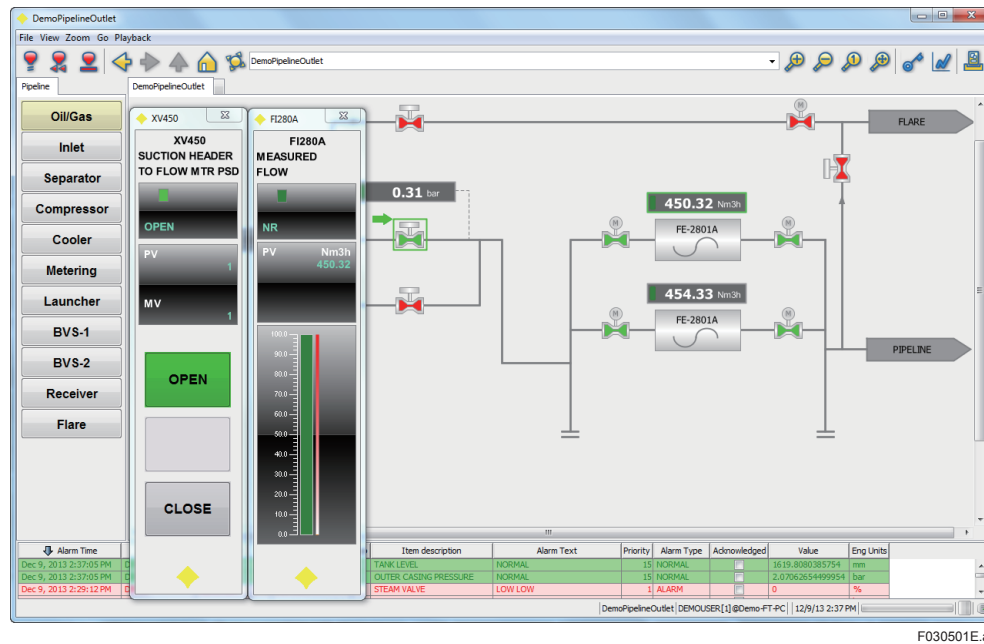 DemoPipelineOutlet
File View Zoom Go Playback
DemoPipelineOutlet
Pipeline
DemoPipelineOutlet
Oil/Gas
Inlet
Separator
Compressor
Cooler
Metering
Launcher
BVS-1
BVS-2
Receiver
Flare
XV450
XV450
SUCTION HEADER
TO FLOW MTR PSD
OPEN
PV
1
MV
1
OPEN
CLOSE
FI280A
FI280A
MEASURED
FLOW
NR
PV Nm3h
450.32
100.0
90.0
80.0
70.0
60.0
50.0
40.0
30.0
20.0
10.0
0.0
0.31 bar
M
FLARE
450.32 Nm3h
M FE-2801A M
454.33 Nm3h
M FE-2801A M
PIPELINE
Alarm Time Item description Alarm Text Priority Alarm Type Acknowledged Value Eng Units
Dec 9, 2013 2:37:05 PM TANK LEVEL NORMAL 15 NORMAL 1619.8080385754 mm
Dec 9, 2013 2:37:05 PM OUTER CASING PRESSURE NORMAL 15 NORMAL 2.07062654499954 bar
Dec 9, 2013 2:29:12 PM STEAM VALVE LOW LOW 1 ALARM 0 %
DemoPipelineOutlet DEMOUSER[1]@Demo-FT-PC 12/9/13 2:37 PM